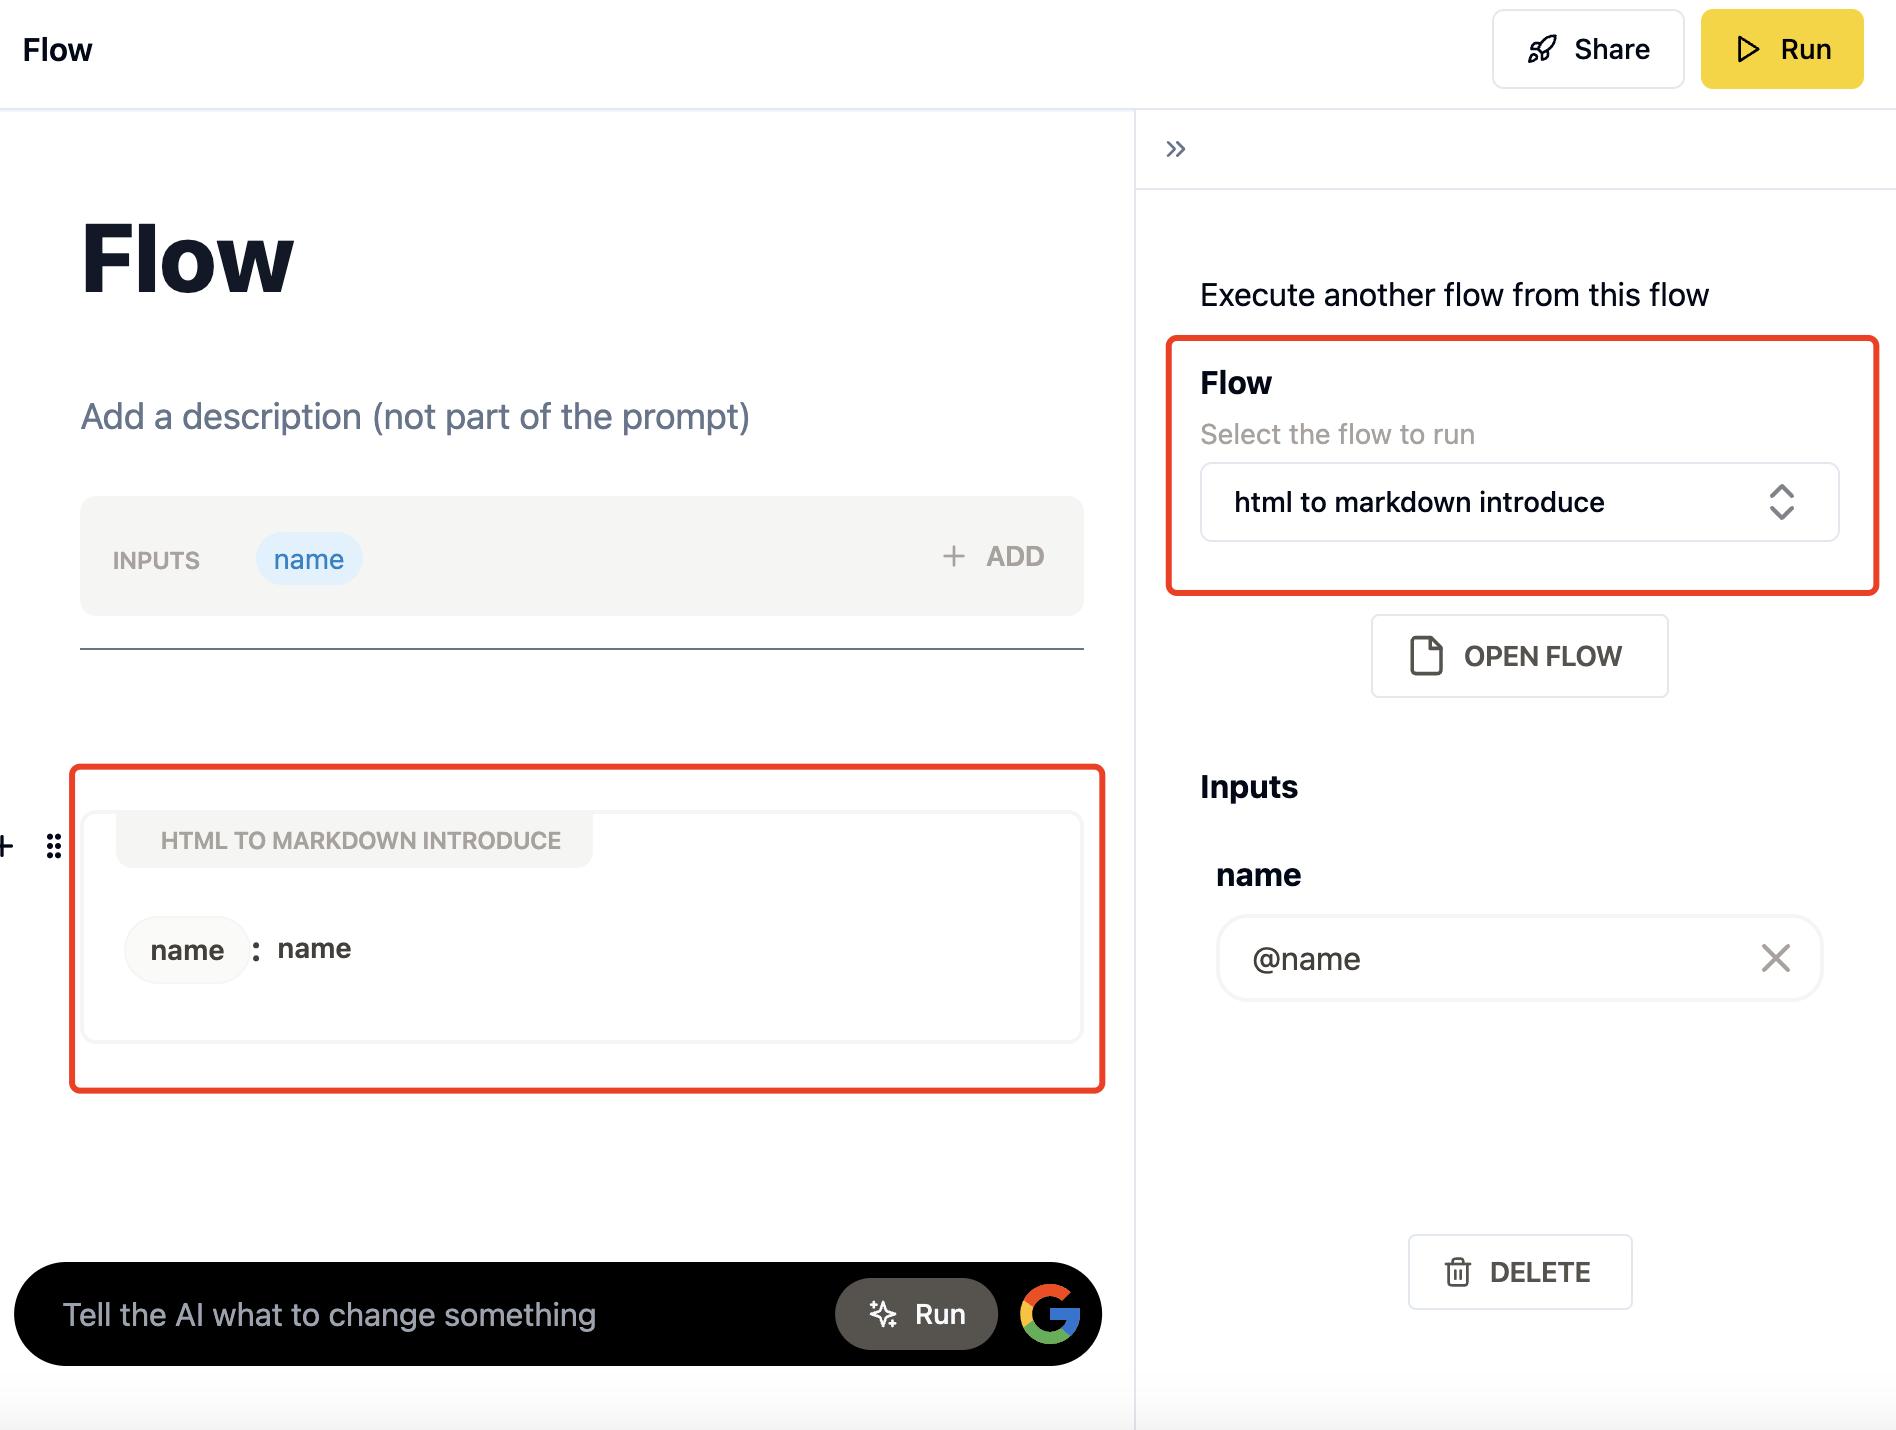 Flow
Share
Run
Flow
Add a description (not part of the prompt)
INPUTS name + ADD
HTML TO MARKDOWN INTRODUCE
name : name
Tell the AI what to change something
Run
Execute another flow from this flow
Flow
Select the flow to run
html to markdown introduce
OPEN FLOW
Inputs
name
@name
DELETE